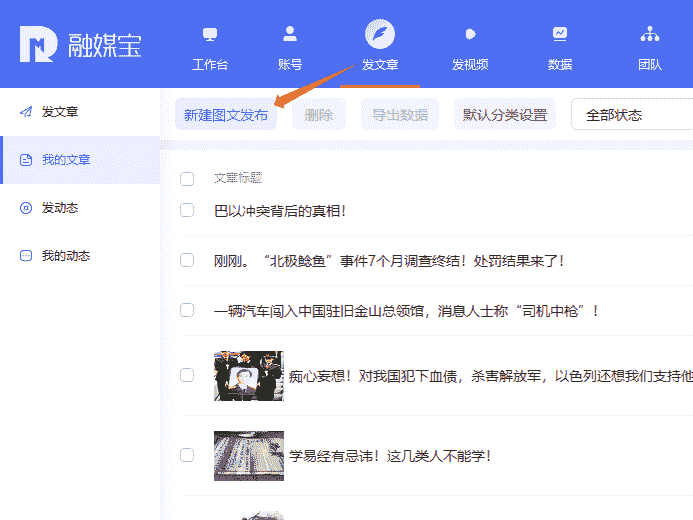 融媒宝
工作台 账号 发文章 发视频 数据 团队
发文章
我的文章
发动态
我的动态
新建图文发布 删除 导出数据 默认分类设置 全部状态
文章标题
巴以冲突背后的真相！
刚刚。“北极鲶鱼”事件7个月调查终结！处罚结果来了！
一辆汽车闯入中国驻旧金山总领馆，消息人士称“司机中枪”！
痴心妄想！对我国犯下血债，杀害解放军，以色列还想我们支持他
学易经有忌讳！这几类人不能学！